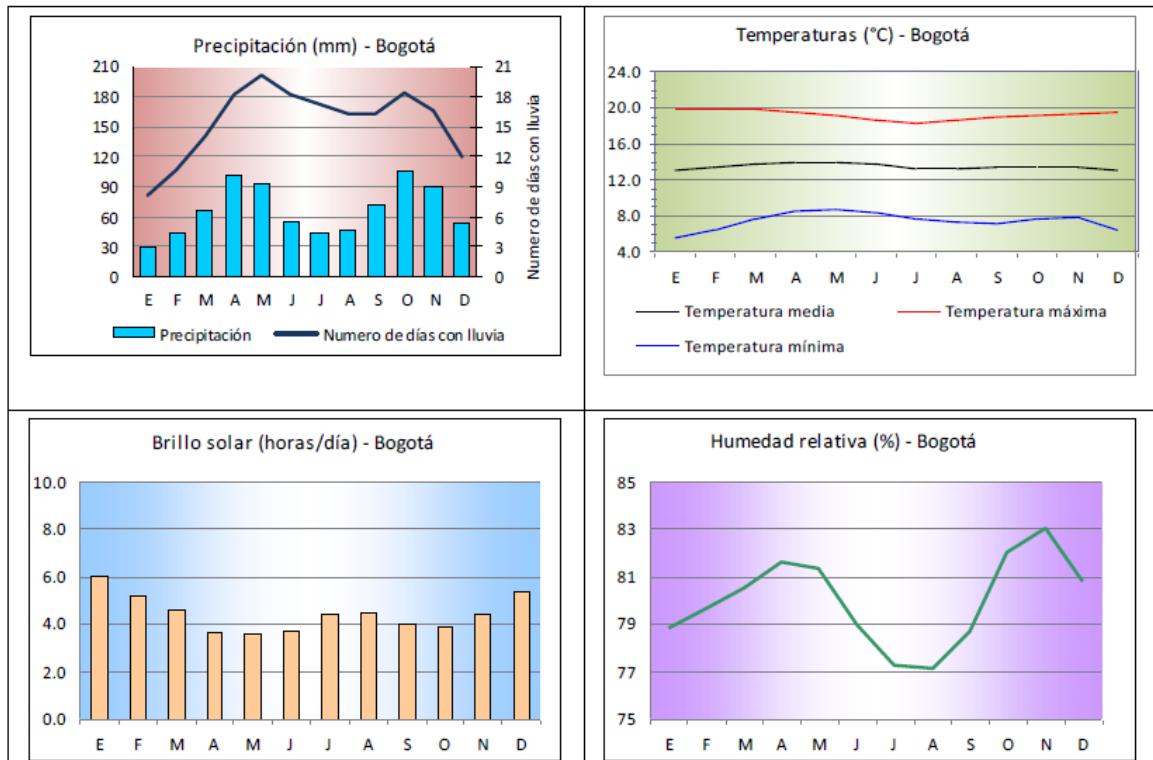 Precipitación (mm) - Bogotá
210 21
180 18
150 15
120 12
90 9
60 6
30 3
0 0
Numero de días con lluvia
E F M A M J J A S O N D
Precipitación Numero de días con lluvia
Temperaturas (°C) - Bogotá
24.0
20.0
16.0
12.0
8.0
4.0
E F M A M J J A S O N D
Temperatura media Temperatura máxima
Temperatura mínima
Brillo solar (horas/día) - Bogotá
10.0
8.0
6.0
4.0
2.0
0.0
E F M A M J J A S O N D
Humedad relativa (%) - Bogotá
85
83
81
79
77
75
E F M A M J J A S O N D